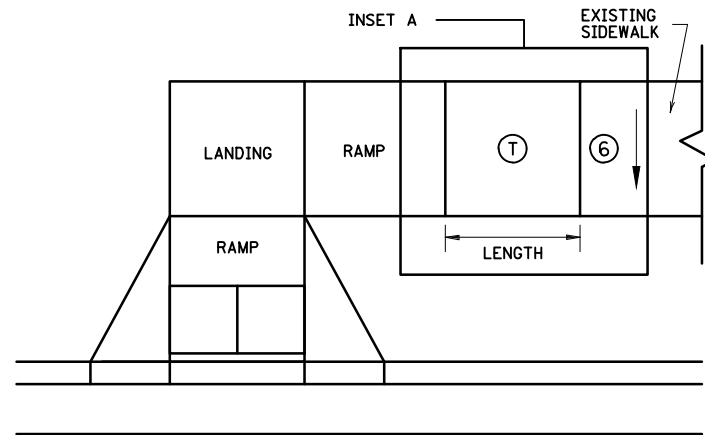 INSET A
EXISTING
SIDEWALK
LANDING
RAMP
T
6
RAMP
LENGTH